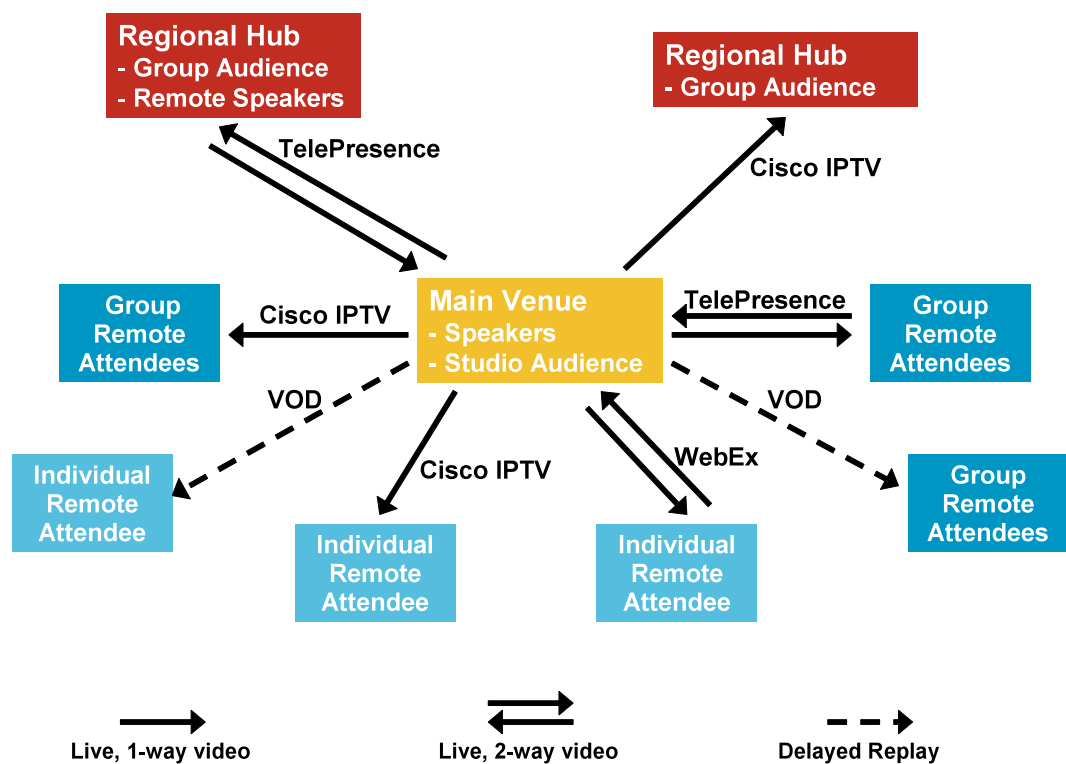 Regional Hub
- Group Audience
- Remote Speakers
Regional Hub
- Group Audience
TelePresence
Cisco IPTV
Group
Remote
Attendees
Cisco IPTV
Main Venue
- Speakers
- Studio Audience
TelePresence
Group
Remote
Attendees
VOD
VOD
Individual
Remote
Attendee
Cisco IPTV
WebEx
Group
Remote
Attendees
Individual
Remote
Attendee
Individual
Remote
Attendee
Live, 1-way video
Live, 2-way video
Delayed Replay